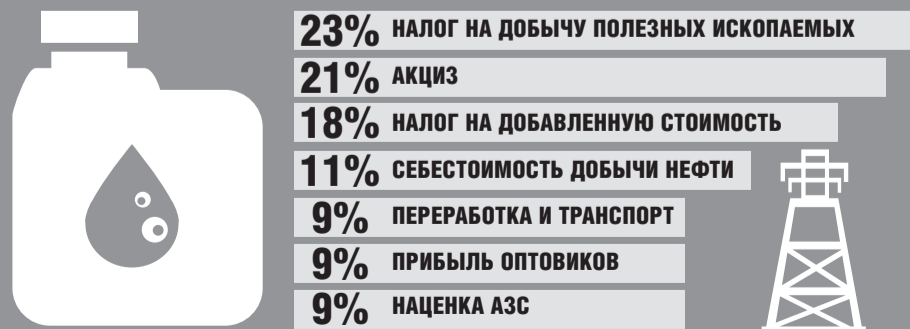 23% НАЛОГ НА ДОБЫЧУ ПОЛЕЗНЫХ ИСКОПАЕМЫХ
21% АКЦИЗ
18% НАЛОГ НА ДОБАВЛЕННУЮ СТОИМОСТЬ
11% СЕБЕСТОИМОСТЬ ДОБЫЧИ НЕФТИ
9% ПЕРЕРАБОТКА И ТРАНСПОРТ
9% ПРИБЫЛЬ ОПТОВИКОВ
9% НАЦЕНКА АЗС